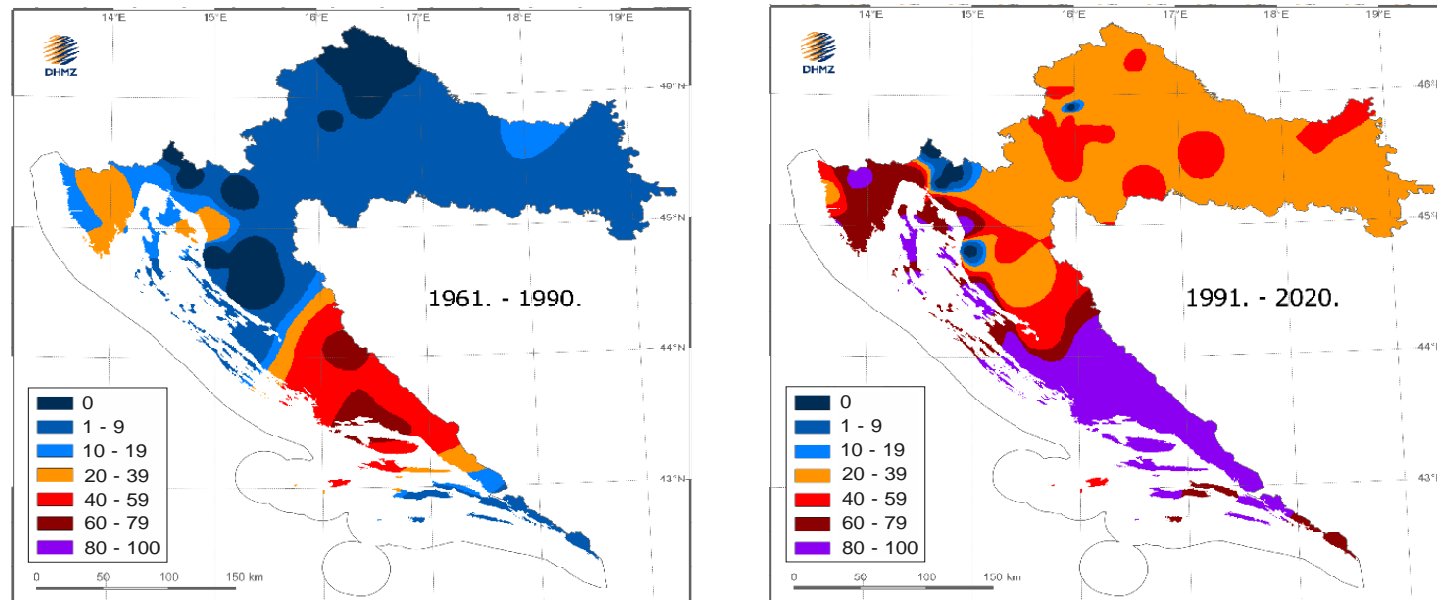 14°E 15°E 16°E 17°E 18°E 19°E
DHMZ
46°N
45°N
1961. - 1990.
44°N
43°N
0
1 - 9
10 - 19
20 - 39
40 - 59
60 - 79
80 - 100
0 50 100 150 km
14°E 15°E 16°E 17°E 18°E 19°E
DHMZ
46°N
45°N
1991. - 2020.
44°N
43°N
0
1 - 9
10 - 19
20 - 39
40 - 59
60 - 79
80 - 100
0 50 100 150 km